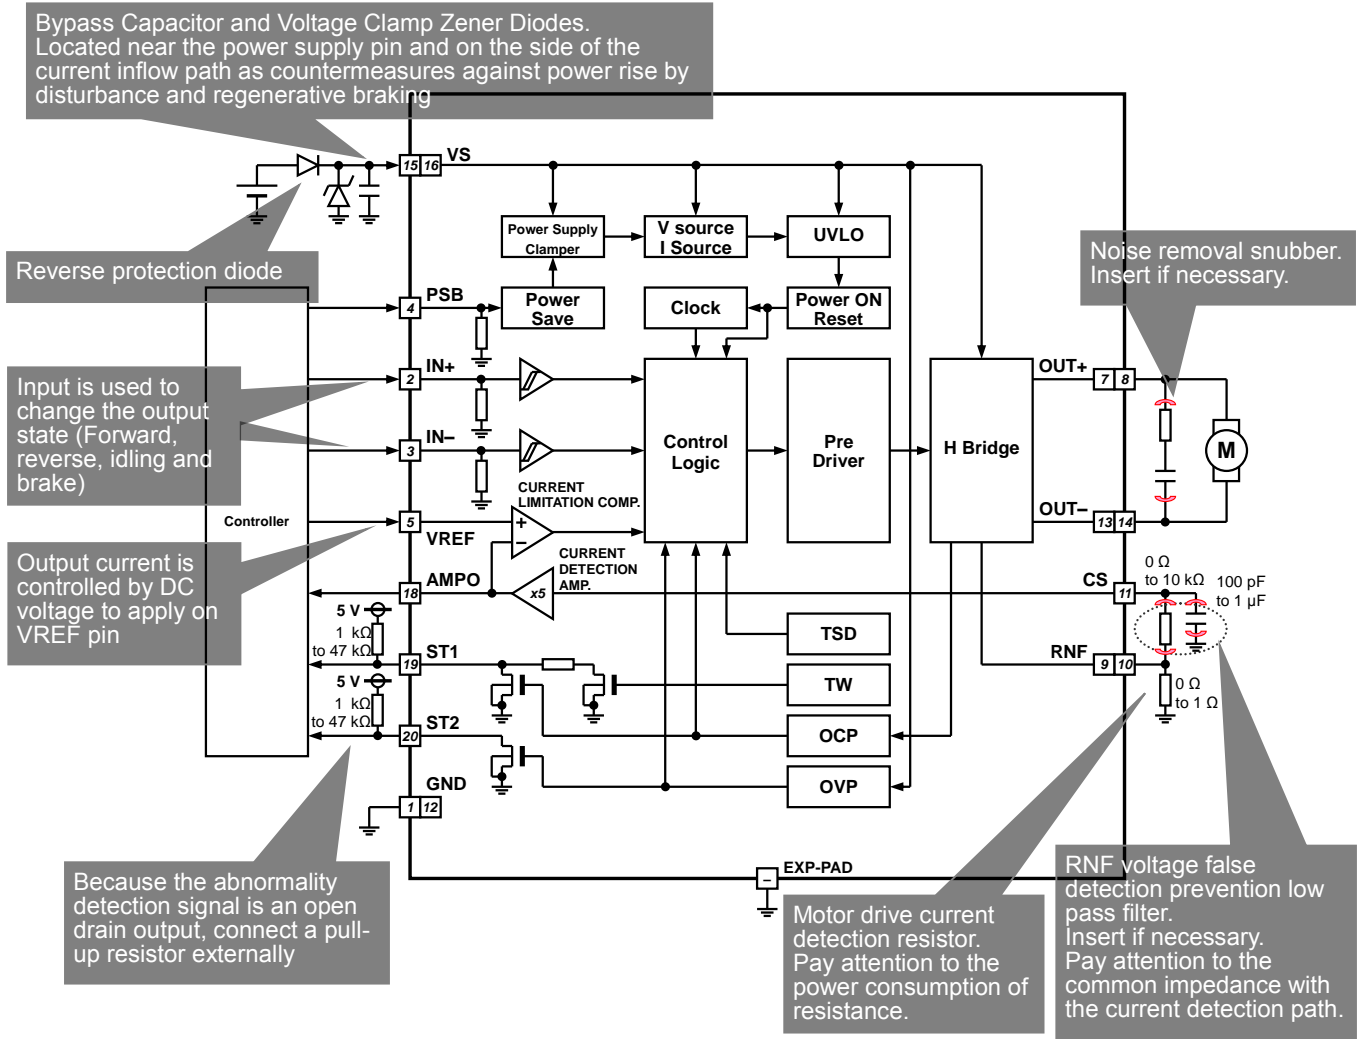 Bypass Capacitor and Voltage Clamp Zener Diodes.
Located near the power supply pin and on the side of the
current inflow path as countermeasures against power rise by
disturbance and regenerative braking
15 16
VS
Power Supply
Clamper
V source
I Source
UVLO
Noise removal snubber.
Insert if necessary.
Reverse protection diode
4
PSB
Power
Save
Clock
Power ON
Reset
Input is used to
change the output
state (Forward,
reverse, idling and
brake)
2
IN+
3
IN−
Control
Logic
Pre
Driver
H Bridge
OUT+
7 8
M
OUT−
13 14
CURRENT
LIMITATION COMP.
+
−
Controller
5
VREF
Output current is
controlled by DC
voltage to apply on
VREF pin
AMPO
18
CURRENT
DETECTION
AMP.
x5
CS
11
0 Ω
to 10 kΩ
100 pF
to 1 µF
5 V
1 kΩ
to 47 kΩ
ST1
19
TSD
RNF
9 10
0 Ω
to 1 Ω
TW
5 V
1 kΩ
to 47 kΩ
ST2
20
OCP
OVP
GND
1 12
EXP-PAD
−
Because the abnormality
detection signal is an open
drain output, connect a pull-
up resistor externally
Motor drive current
detection resistor.
Pay attention to the
power consumption of
resistance.
RNF voltage false
detection prevention low
pass filter.
Insert if necessary.
Pay attention to the
common impedance with
the current detection path.